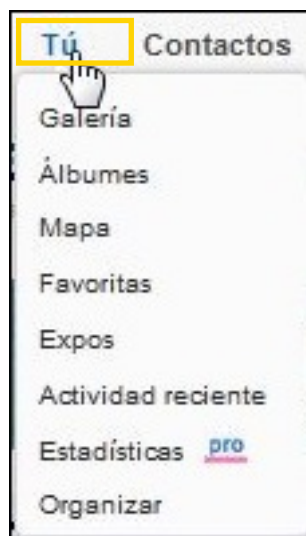 Tú Contactos
Galería
Álbumes
Mapa
Favoritas
Expos
Actividad reciente
Estadísticas pro
Organizar